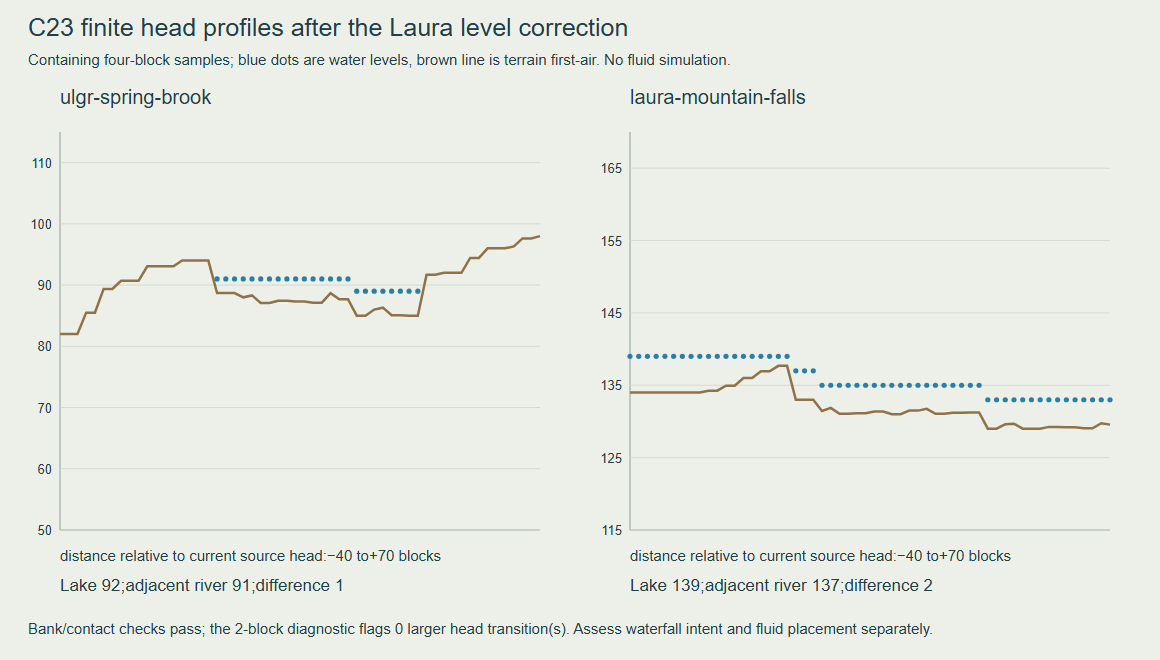 C23 finite head profiles after the Laura level correction
Containing four-block samples; blue dots are water levels, brown line is terrain first-air. No fluid simulation.
ulgr-spring-brook
110
100
90
80
70
60
50
distance relative to current source head:−40 to+70 blocks
Lake 92;adjacent river 91;difference 1
laura-mountain-falls
165
155
145
135
125
115
distance relative to current source head:−40 to+70 blocks
Lake 139;adjacent river 137;difference 2
Bank/contact checks pass; the 2-block diagnostic flags 0 larger head transition(s). Assess waterfall intent and fluid placement separately.